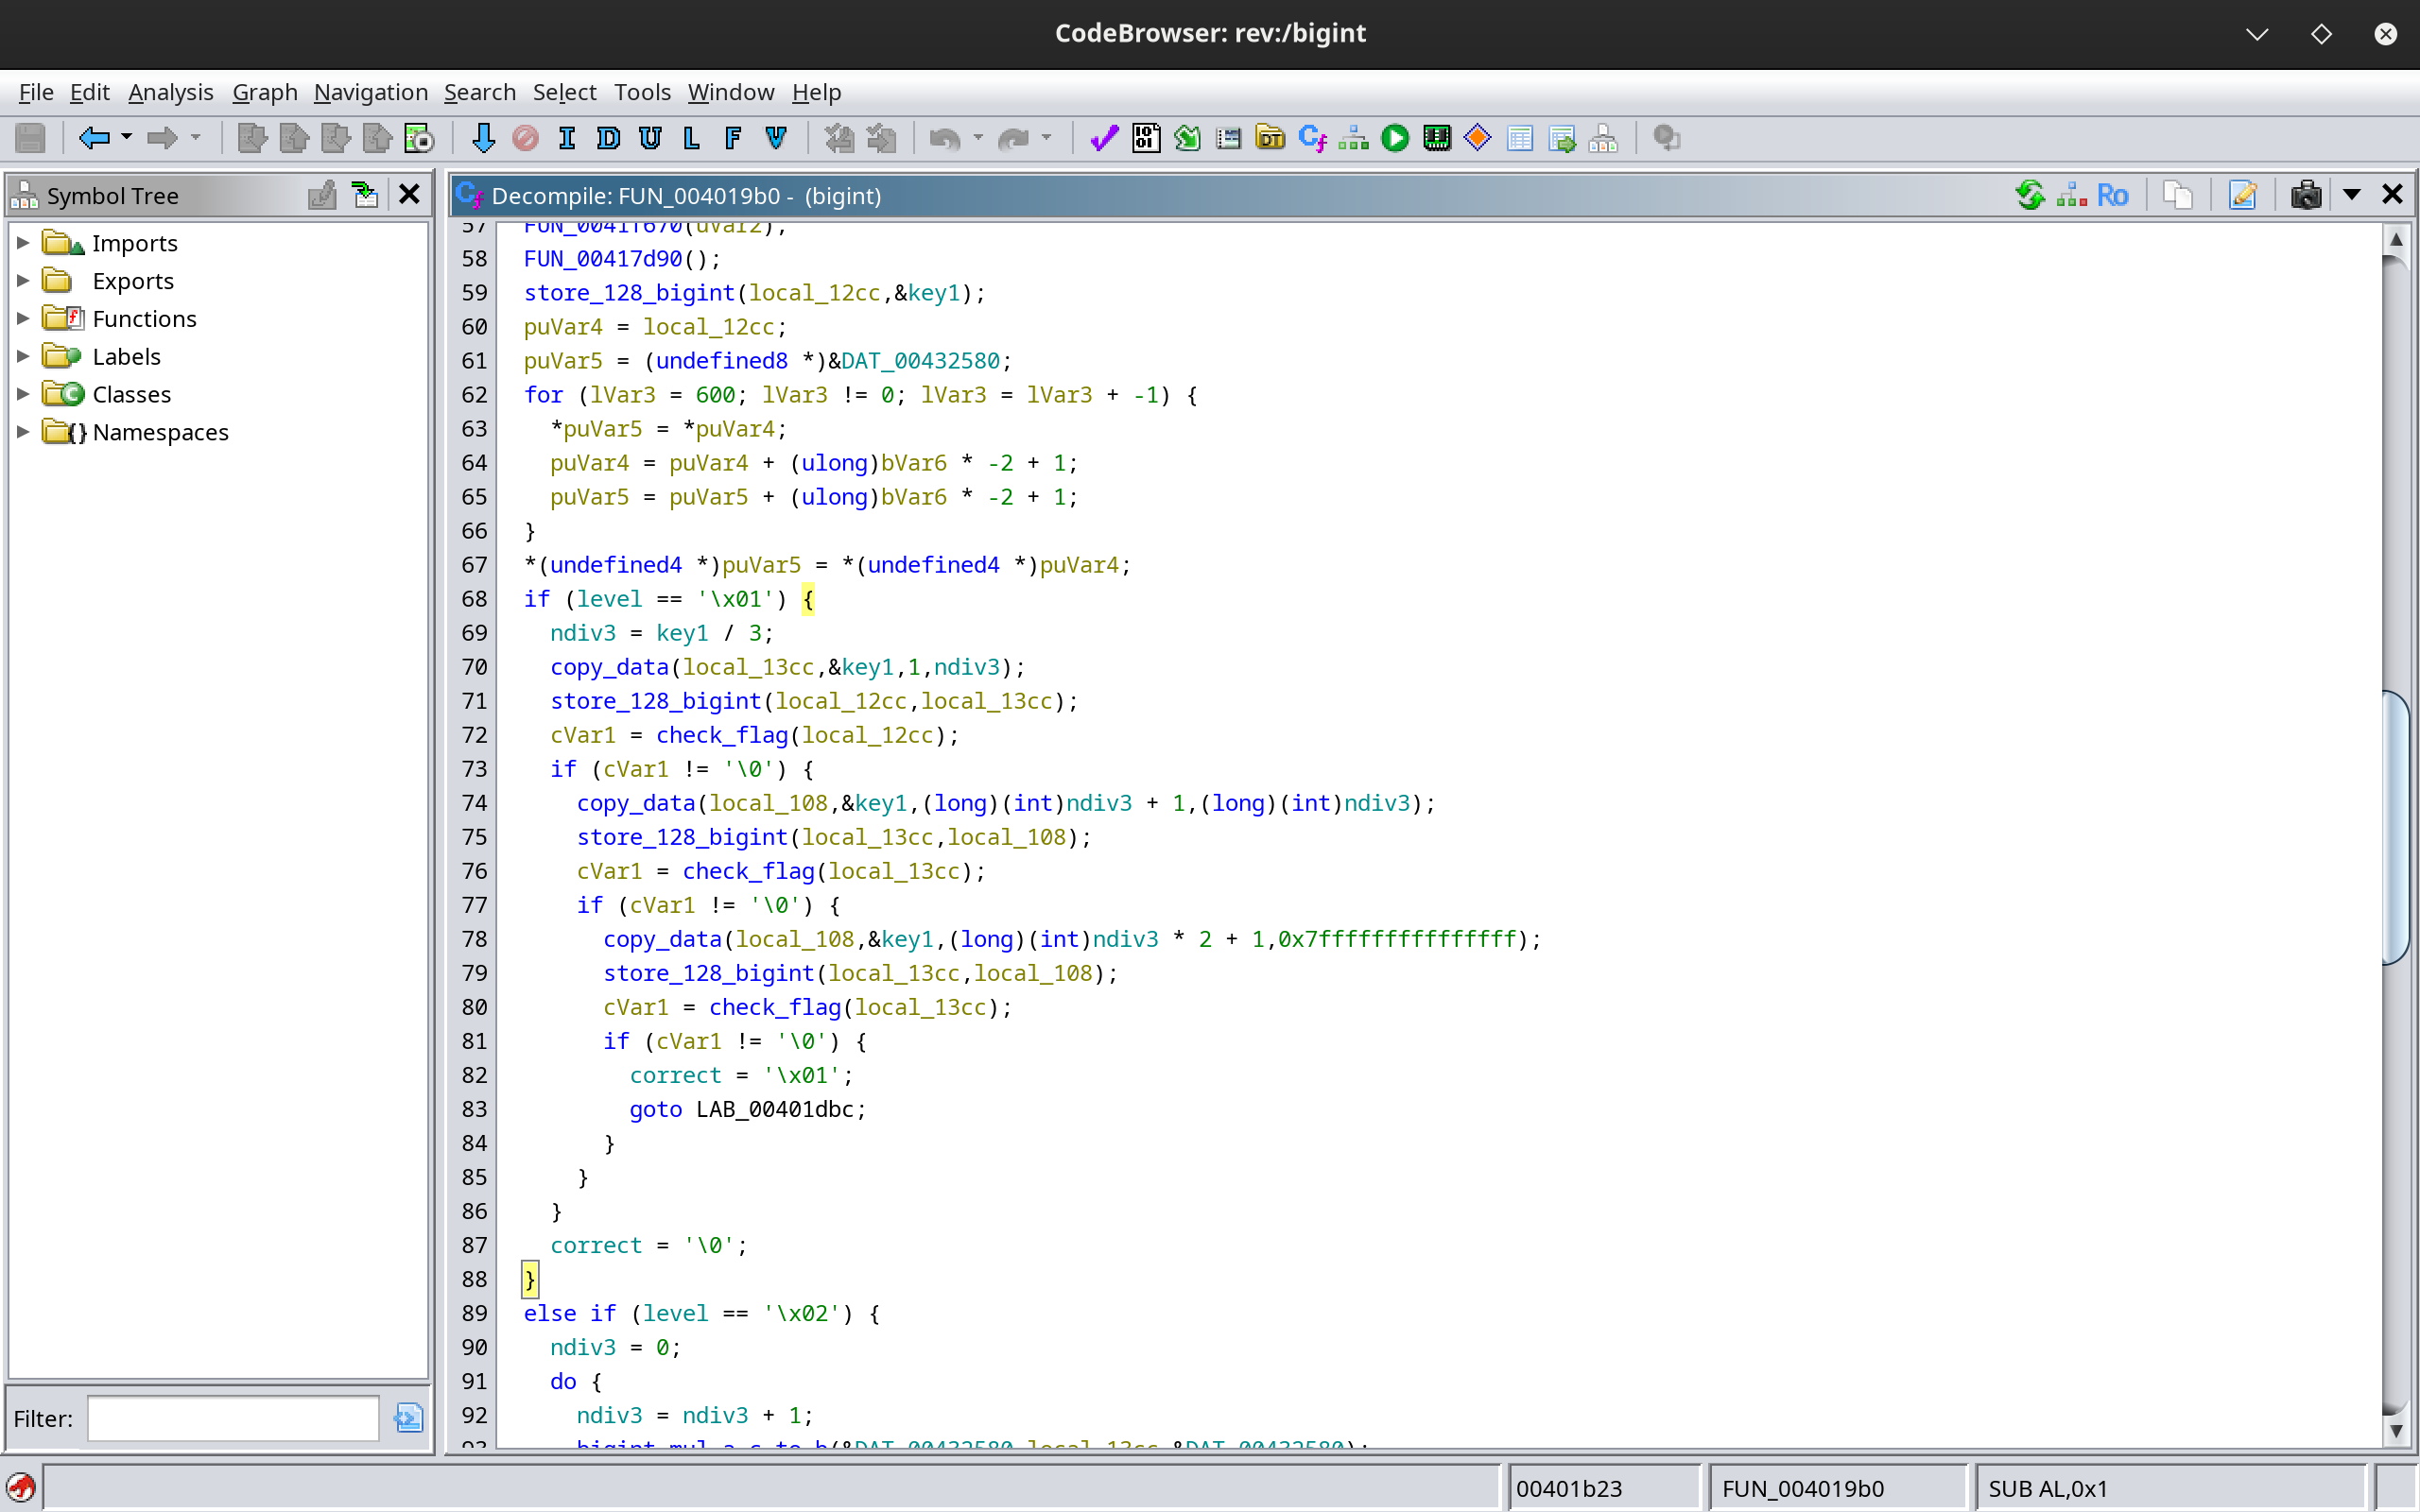 CodeBrowser: rev:/bigint
File Edit Analysis Graph Navigation Search Select Tools Window Help
I D U L F V
Symbol Tree
Imports
Exports
Functions
Labels
Classes
Namespaces
Filter:
Decompile: FUN_004019b0 - (bigint)
Ro
57 FUN_0041f670(uVar2);
58 FUN_00417d90();
59 store_128_bigint(local_12cc,&key1);
60 puVar4 = local_12cc;
61 puVar5 = (undefined8 *)&DAT_00432580;
62 for (lVar3 = 600; lVar3 != 0; lVar3 = lVar3 + -1) {
63 *puVar5 = *puVar4;
64 puVar4 = puVar4 + (ulong)bVar6 * -2 + 1;
65 puVar5 = puVar5 + (ulong)bVar6 * -2 + 1;
66 }
67 *(undefined4 *)puVar5 = *(undefined4 *)puVar4;
68 if (level == '\x01') {
69 ndiv3 = key1 / 3;
70 copy_data(local_13cc,&key1,1,ndiv3);
71 store_128_bigint(local_12cc,local_13cc);
72 cVar1 = check_flag(local_12cc);
73 if (cVar1 != '\0') {
74 copy_data(local_108,&key1,(long)(int)ndiv3 + 1,(long)(int)ndiv3);
75 store_128_bigint(local_13cc,local_108);
76 cVar1 = check_flag(local_13cc);
77 if (cVar1 != '\0') {
78 copy_data(local_108,&key1,(long)(int)ndiv3 * 2 + 1,0x7fffffffffffffff);
79 store_128_bigint(local_13cc,local_108);
80 cVar1 = check_flag(local_13cc);
81 if (cVar1 != '\0') {
82 correct = '\x01';
83 goto LAB_00401dbc;
84 }
85 }
86 }
87 correct = '\0';
88 }
89 else if (level == '\x02') {
90 ndiv3 = 0;
91 do {
92 ndiv3 = ndiv3 + 1;
93 bigint_mul_a_c_to_b(&DAT_00432580,local_13cc,&DAT_00432580);
00401b23
FUN_004019b0
SUB AL,0x1